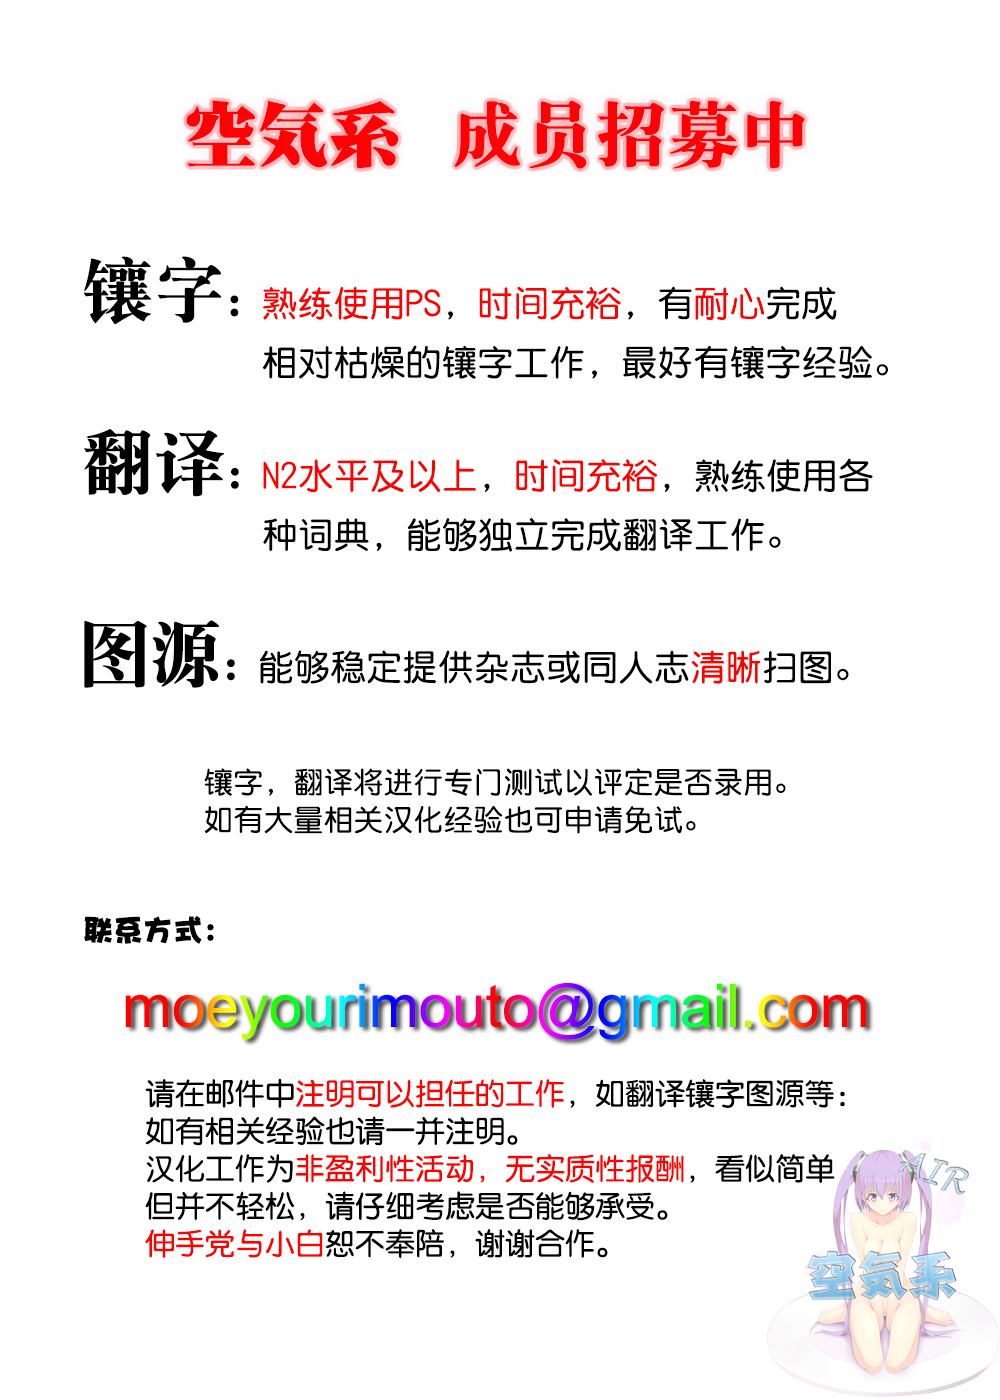 空気系 成员招募中
镶字：熟练使用PS，时间充裕，有耐心完成
相对枯燥的镶字工作，最好有镶字经验。
翻译：N2水平及以上，时间充裕，熟练使用各
种词典，能够独立完成翻译工作。
图源：能够稳定提供杂志或同人志清晰扫图。
镶字，翻译将进行专门测试以评定是否录用。
如有大量相关汉化经验也可申请免试。
联系方式：
moeyourimouto@gmail.com
请在邮件中注明可以担任的工作，如翻译镶字图源等：
如有相关经验也请一并注明。
汉化工作为非盈利性活动，无实质性报酬，看似简单
但并不轻松，请仔细考虑是否能够承受。
伸手党与小白恕不奉陪，谢谢合作。
AIR
空気系